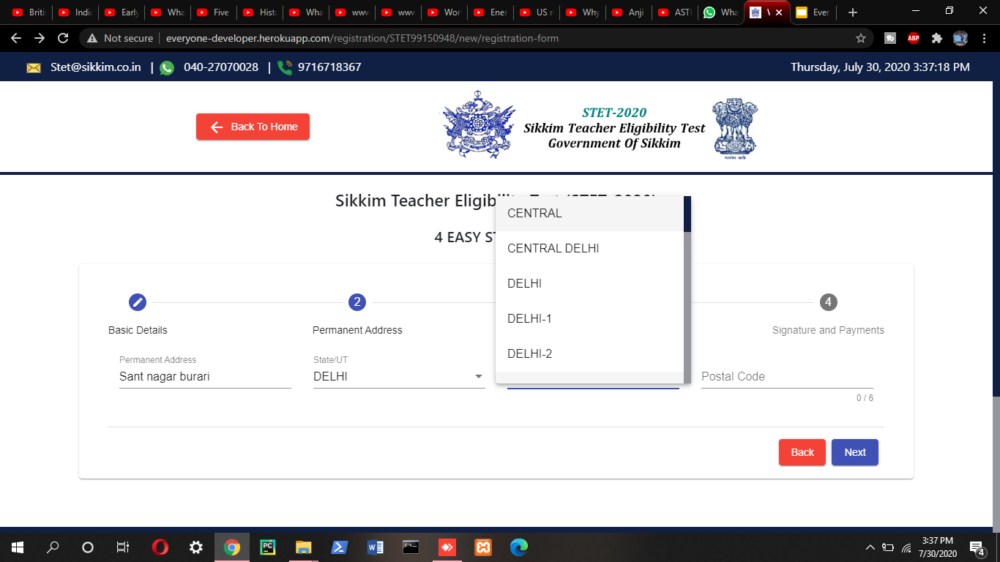 Briti
India
Early
Wha
Five
Hist
Wha
www
www
Wor
Ener
US n
Why
Anji
AST
Wha
Ever
Not secure
everyone-developer.herokuapp.com/registration/STET99150948/new/registration-form
ABP
Stet@sikkim.co.in | 040-27070028 | 9716718367
Thursday, July 30, 2020 3:37:18 PM
Back To Home
STET-2020
Sikkim Teacher Eligibility Test
Government Of Sikkim
Sikkim Teacher Eligib
4 EASY ST
CENTRAL
CENTRAL DELHI
DELHI
DELHI-1
DELHI-2
2
4
Basic Details
Permanent Address
Signature and Payments
Permanent Address
Sant nagar burari
State/UT
DELHI
Postal Code
0 / 6
Back
Next
PC
3:37 PM
7/30/2020
4